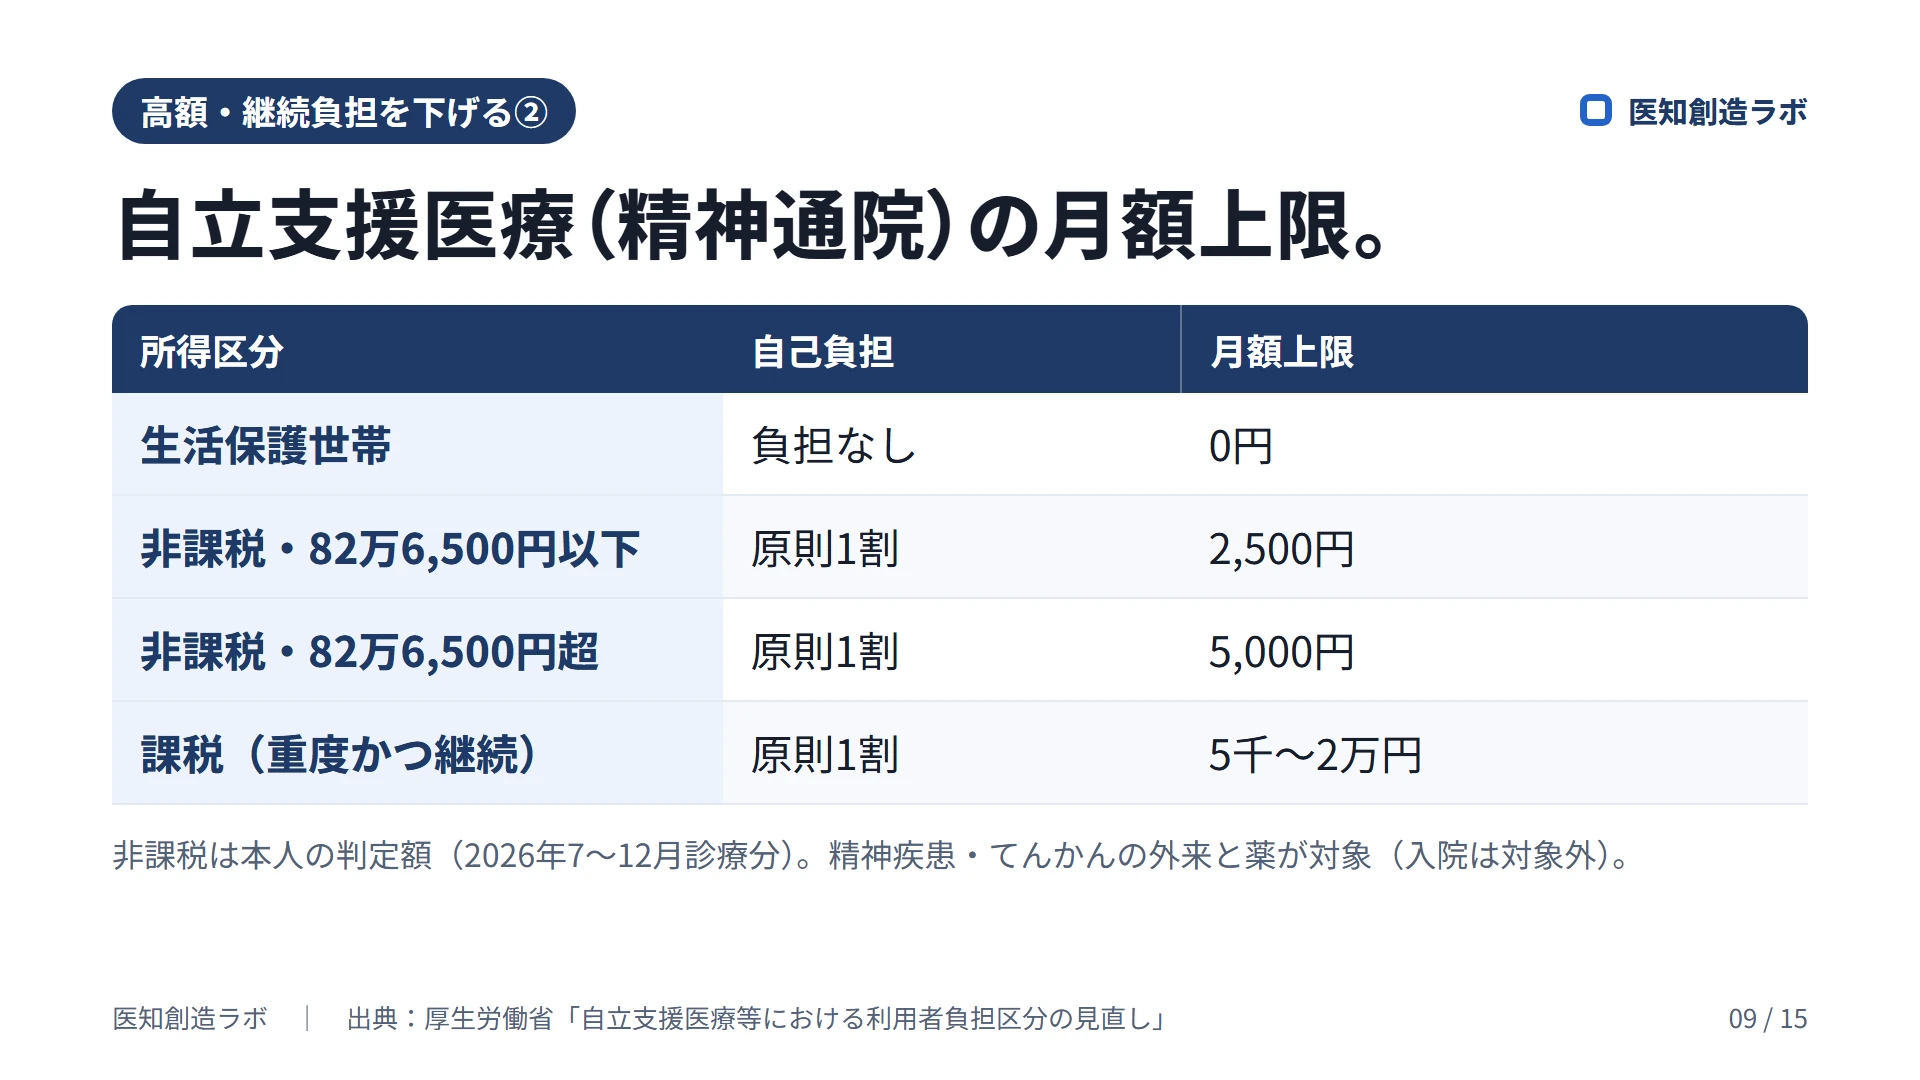 高額・継続負担を下げる②
医知創造ラボ
自立支援医療（精神通院）の月額上限。
所得区分 自己負担 月額上限
生活保護世帯 負担なし 0円
非課税・82万6,500円以下 原則1割 2,500円
非課税・82万6,500円超 原則1割 5,000円
課税（重度かつ継続） 原則1割 5千〜2万円
非課税は本人の判定額（2026年7〜12月診療分）。精神疾患・てんかんの外来と薬が対象（入院は対象外）。
医知創造ラボ ｜ 出典：厚生労働省「自立支援医療等における利用者負担区分の見直し」 09 / 15